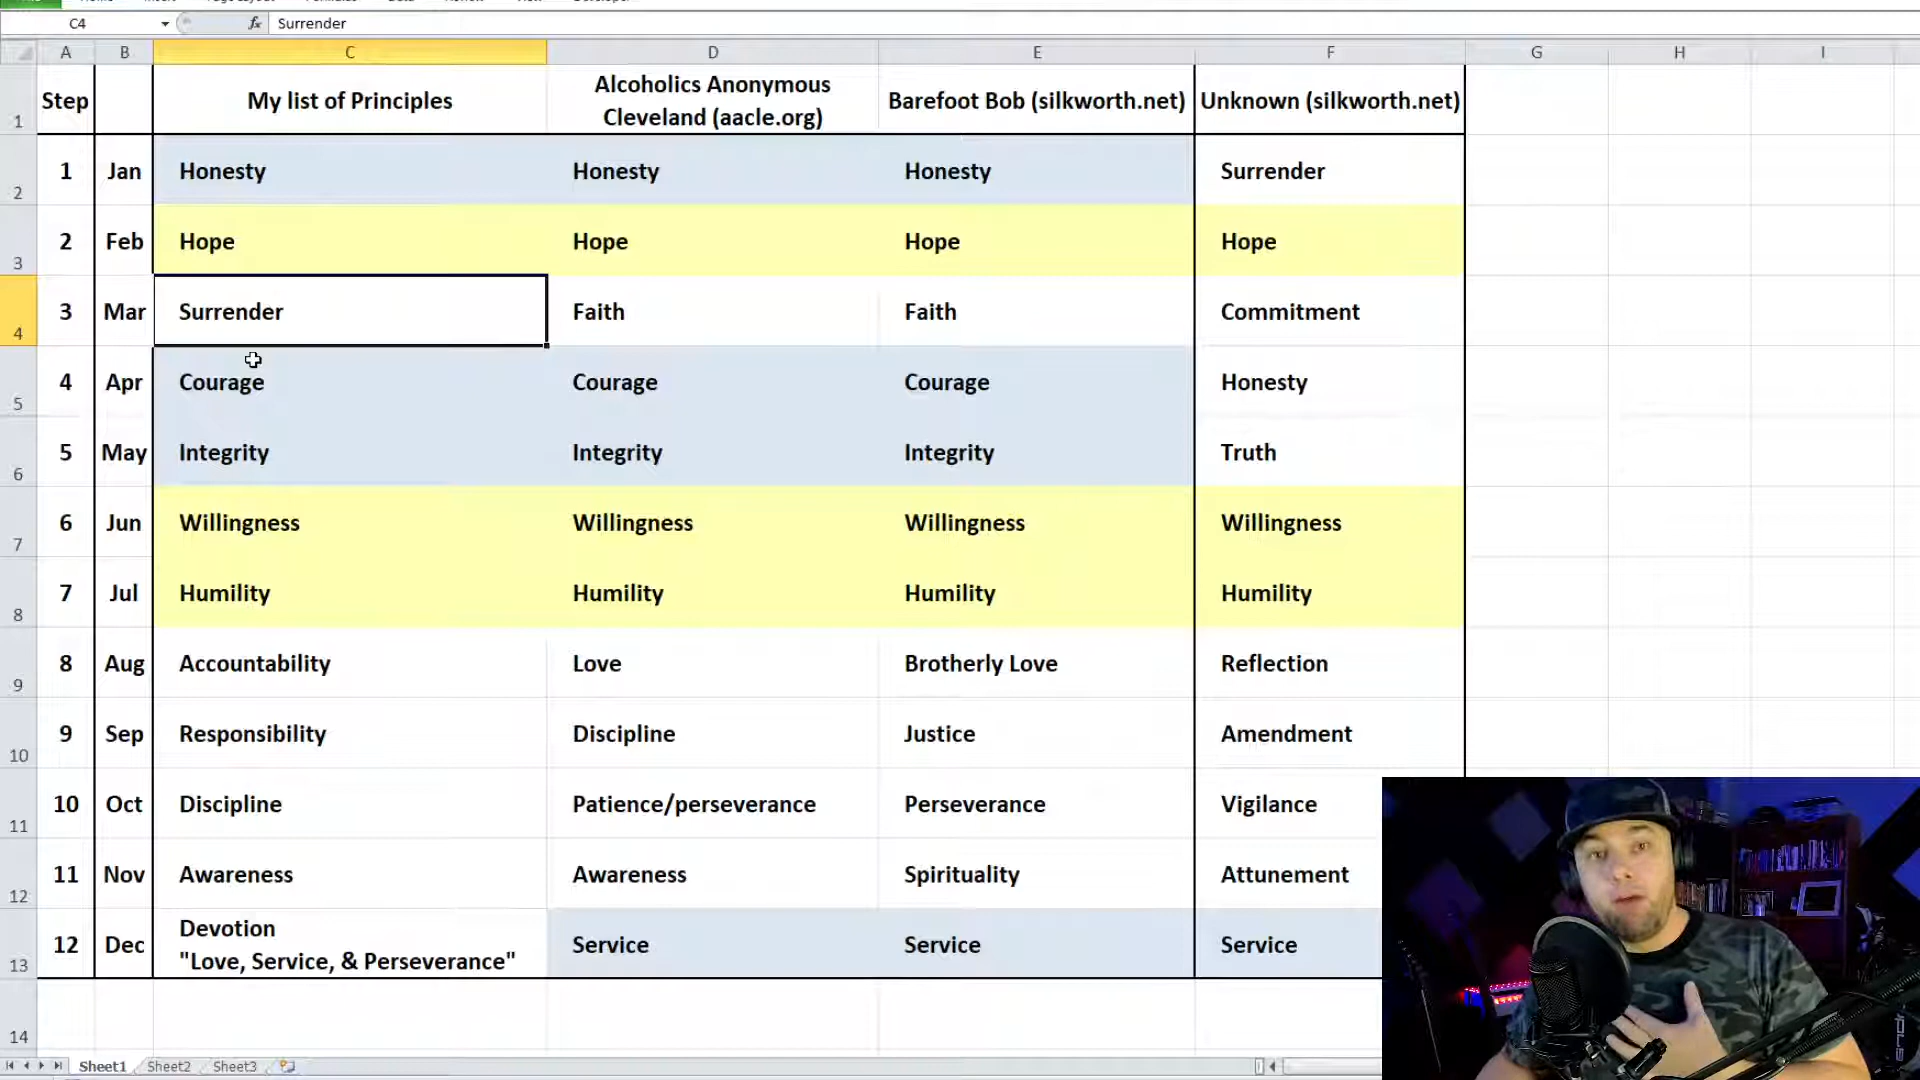 C4 fx Surrender
A B C D E F G H I
1 Step My list of Principles Alcoholics Anonymous Cleveland (aacle.org) Barefoot Bob (silkworth.net) Unknown (silkworth.net)
2 1 Jan Honesty Honesty Honesty Surrender
3 2 Feb Hope Hope Hope Hope
4 3 Mar Surrender Faith Faith Commitment
5 4 Apr Courage Courage Courage Honesty
6 5 May Integrity Integrity Integrity Truth
7 6 Jun Willingness Willingness Willingness Willingness
8 7 Jul Humility Humility Humility Humility
9 8 Aug Accountability Love Brotherly Love Reflection
10 9 Sep Responsibility Discipline Justice Amendment
11 10 Oct Discipline Patience/perseverance Perseverance Vigilance
12 11 Nov Awareness Awareness Spirituality Attunement
13 12 Dec Devotion
"Love, Service, & Perseverance" Service Service Service
14
Sheet1 Sheet2 Sheet3